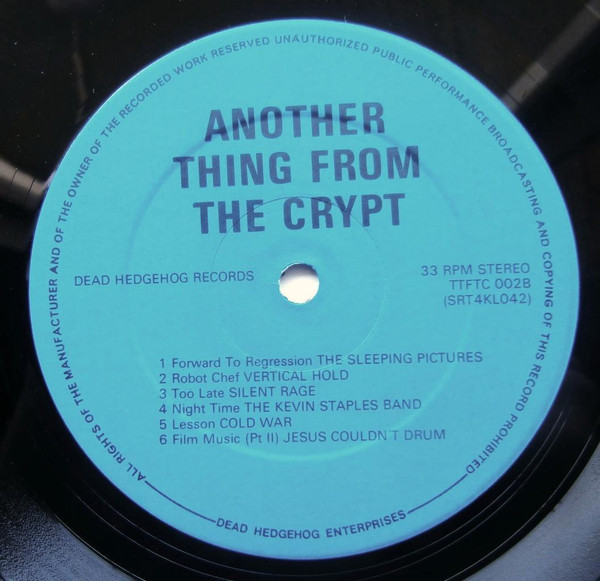 ALL RIGHTS OF THE MANUFACTURER AND OF THE OWNER OF THE RECORDED WORK RESERVED UNAUTHORIZED PUBLIC PERFORMANCE BROADCASTING AND COPYING OF THIS RECORD PROHIBITED
ANOTHER
THING FROM
THE CRYPT
DEAD HEDGEHOG RECORDS
33 RPM STEREO
TTFTC 002B
(SRT4KL042)
1 Forward To Regression THE SLEEPING PICTURES
2 Robot Chef VERTICAL HOLD
3 Too Late SILENT RAGE
4 Night Time THE KEVIN STAPLES BAND
5 Lesson COLD WAR
6 Film Music (Pt II) JESUS COULDN'T DRUM
DEAD HEDGEHOG ENTERPRISES